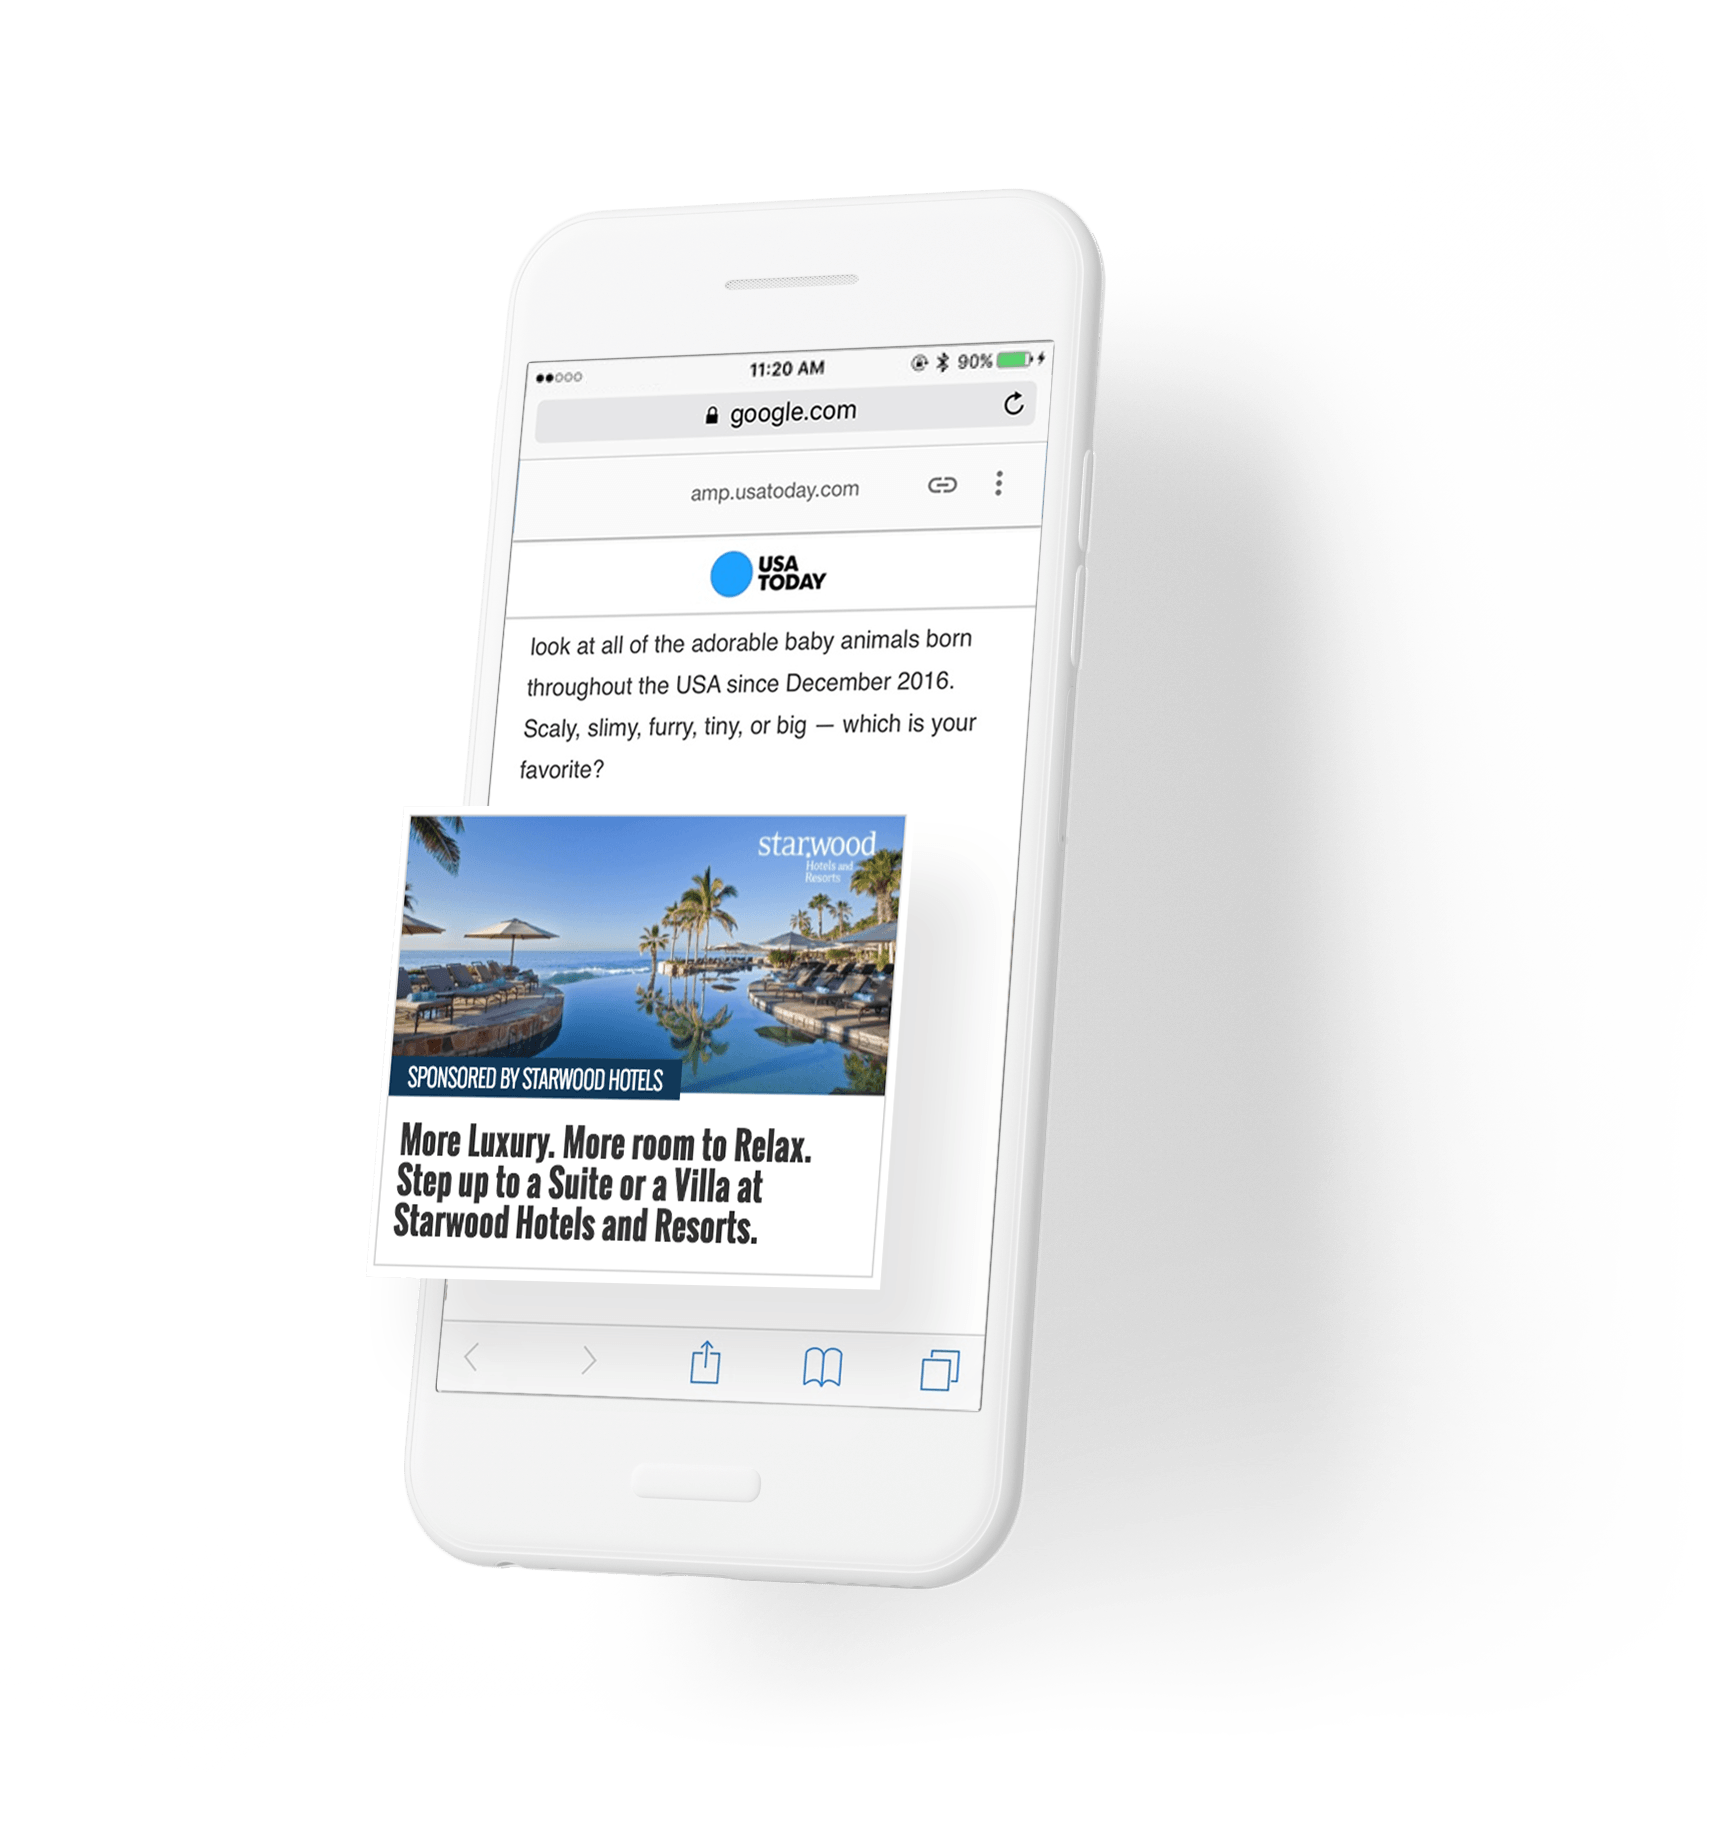 11:20 AM
90%
google.com
amp.usatoday.com
USA
TODAY
look at all of the adorable baby animals born
throughout the USA since December 2016.
Scaly, slimy, furry, tiny, or big — which is your
favorite?
starwood
Hotels and
Resorts
SPONSORED BY STARWOOD HOTELS
More Luxury. More room to Relax.
Step up to a Suite or a Villa at
Starwood Hotels and Resorts.